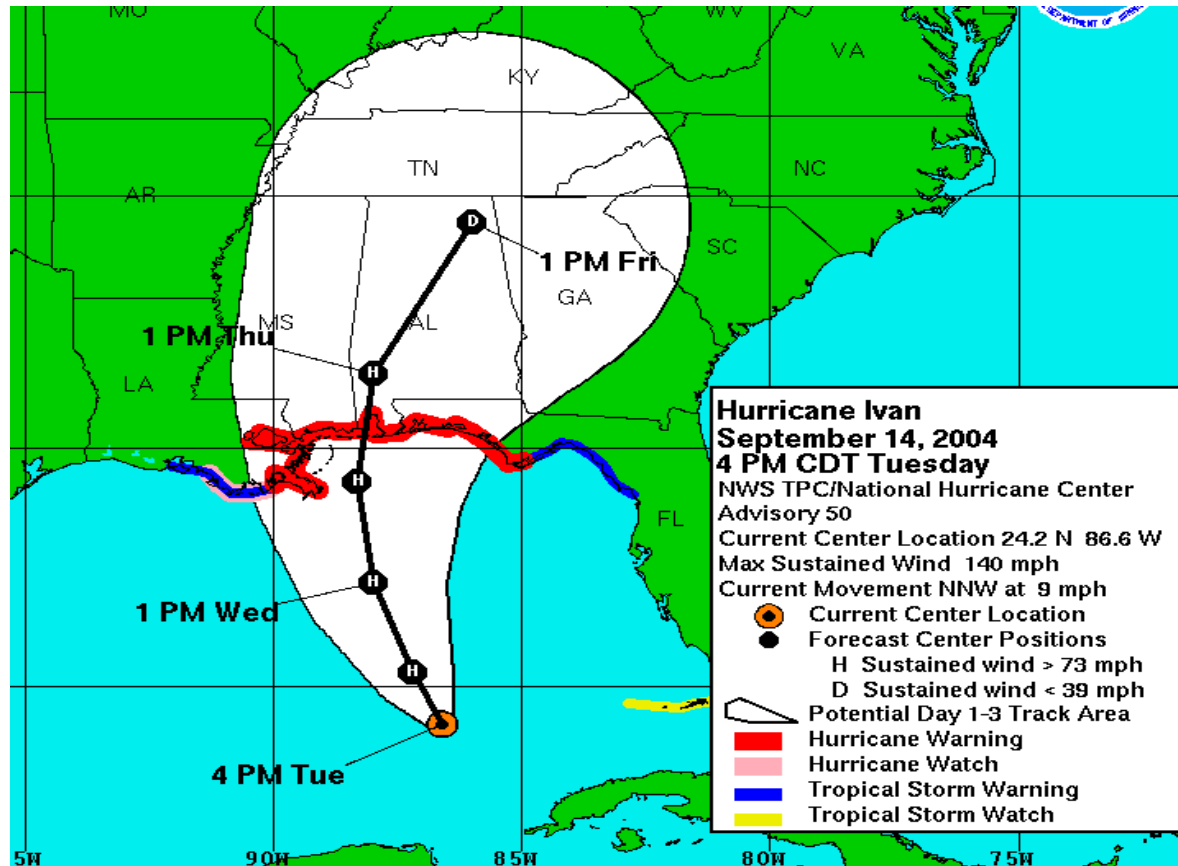 MO
WV
DEPARTMENT OF
KY
VA
AR
TN
NC
SC
1 PM Fri
GA
MS
AL
1 PM Thu
LA
FL
1 PM Wed
4 PM Tue
Hurricane Ivan
September 14, 2004
4 PM CDT Tuesday
NWS TPC/National Hurricane Center
Advisory 50
Current Center Location 24.2 N 86.6 W
Max Sustained Wind 140 mph
Current Movement NNW at 9 mph
Current Center Location
Forecast Center Positions
H Sustained wind > 73 mph
D Sustained wind < 39 mph
Potential Day 1-3 Track Area
Hurricane Warning
Hurricane Watch
Tropical Storm Warning
Tropical Storm Watch
D
H
H
H
H
5W
90W
85W
80W
75W